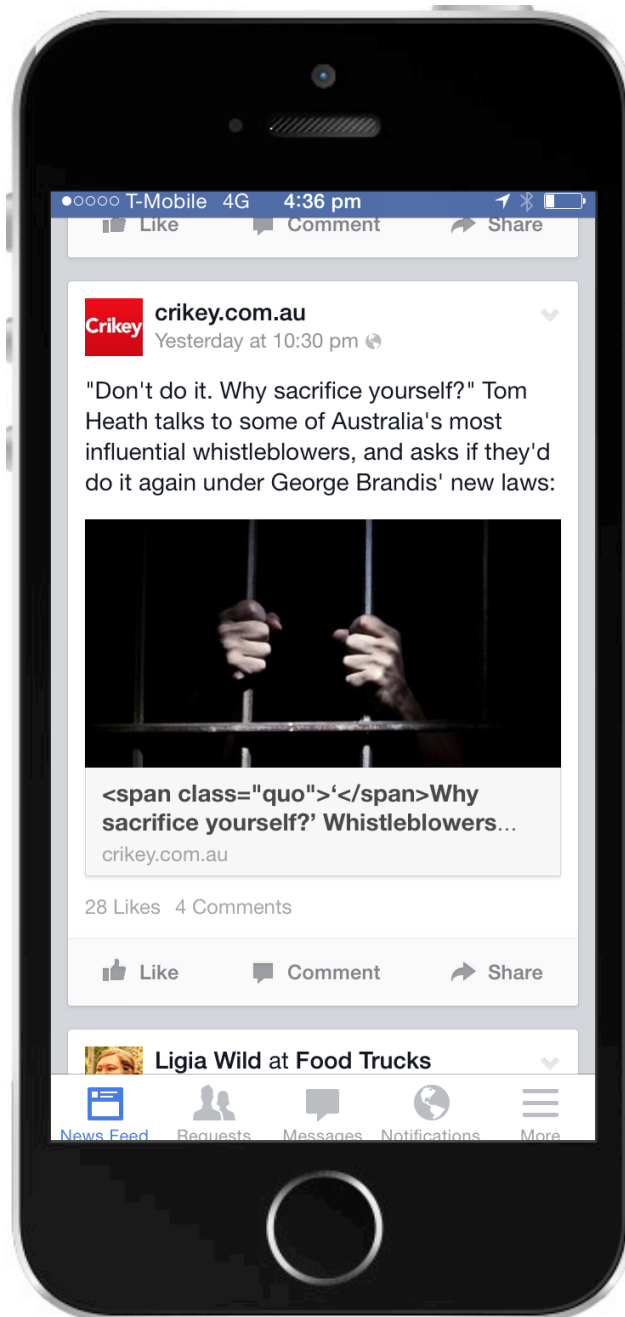 T-Mobile 4G 4:36 pm
Like Comment Share
Crikey
crikey.com.au
Yesterday at 10:30 pm
"Don't do it. Why sacrifice yourself?" Tom
Heath talks to some of Australia's most
influential whistleblowers, and asks if they'd
do it again under George Brandis' new laws:
<span class="quo">‘</span>Why
sacrifice yourself?’ Whistleblowers...
crikey.com.au
28 Likes 4 Comments
Like Comment Share
Ligia Wild at Food Trucks
News Feed Requests Messages Notifications More